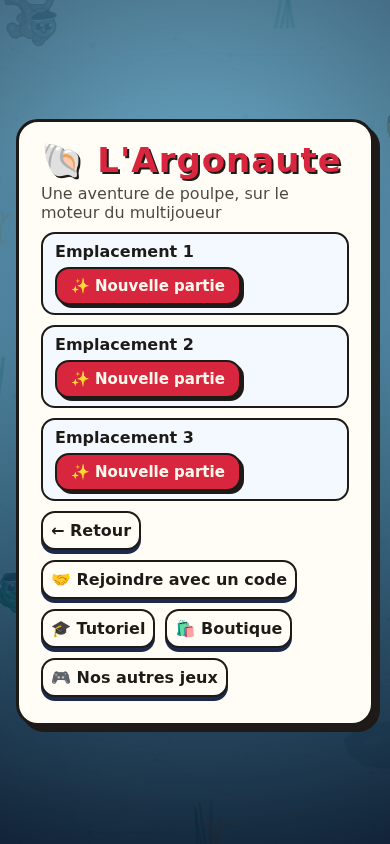 🐚 L'Argonaute
Une aventure de poulpe, sur le
moteur du multijoueur
Emplacement 1
✨ Nouvelle partie
Emplacement 2
✨ Nouvelle partie
Emplacement 3
✨ Nouvelle partie
← Retour
🤝 Rejoindre avec un code
🎓 Tutoriel 🛍️ Boutique
🎮 Nos autres jeux